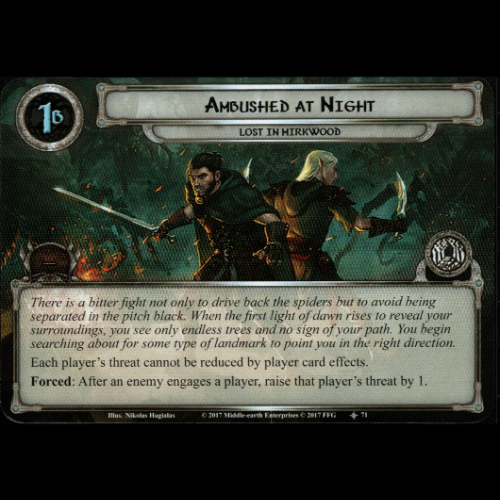 1B
AMBUSHED AT NIGHT
LOST IN MIRKWOOD
There is a bitter fight not only to drive back the spiders but to avoid being
separated in the pitch black. When the first light of dawn rises to reveal your
surroundings, you see only endless trees and no sign of your path. You begin
searching about for some type of landmark to point you in the right direction.
Each player's threat cannot be reduced by player card effects.
Forced: After an enemy engages a player, raise that player's threat by 1.
Illus. Nikolas Hagialas © 2017 Middle-earth Enterprises © 2017 FFG 71